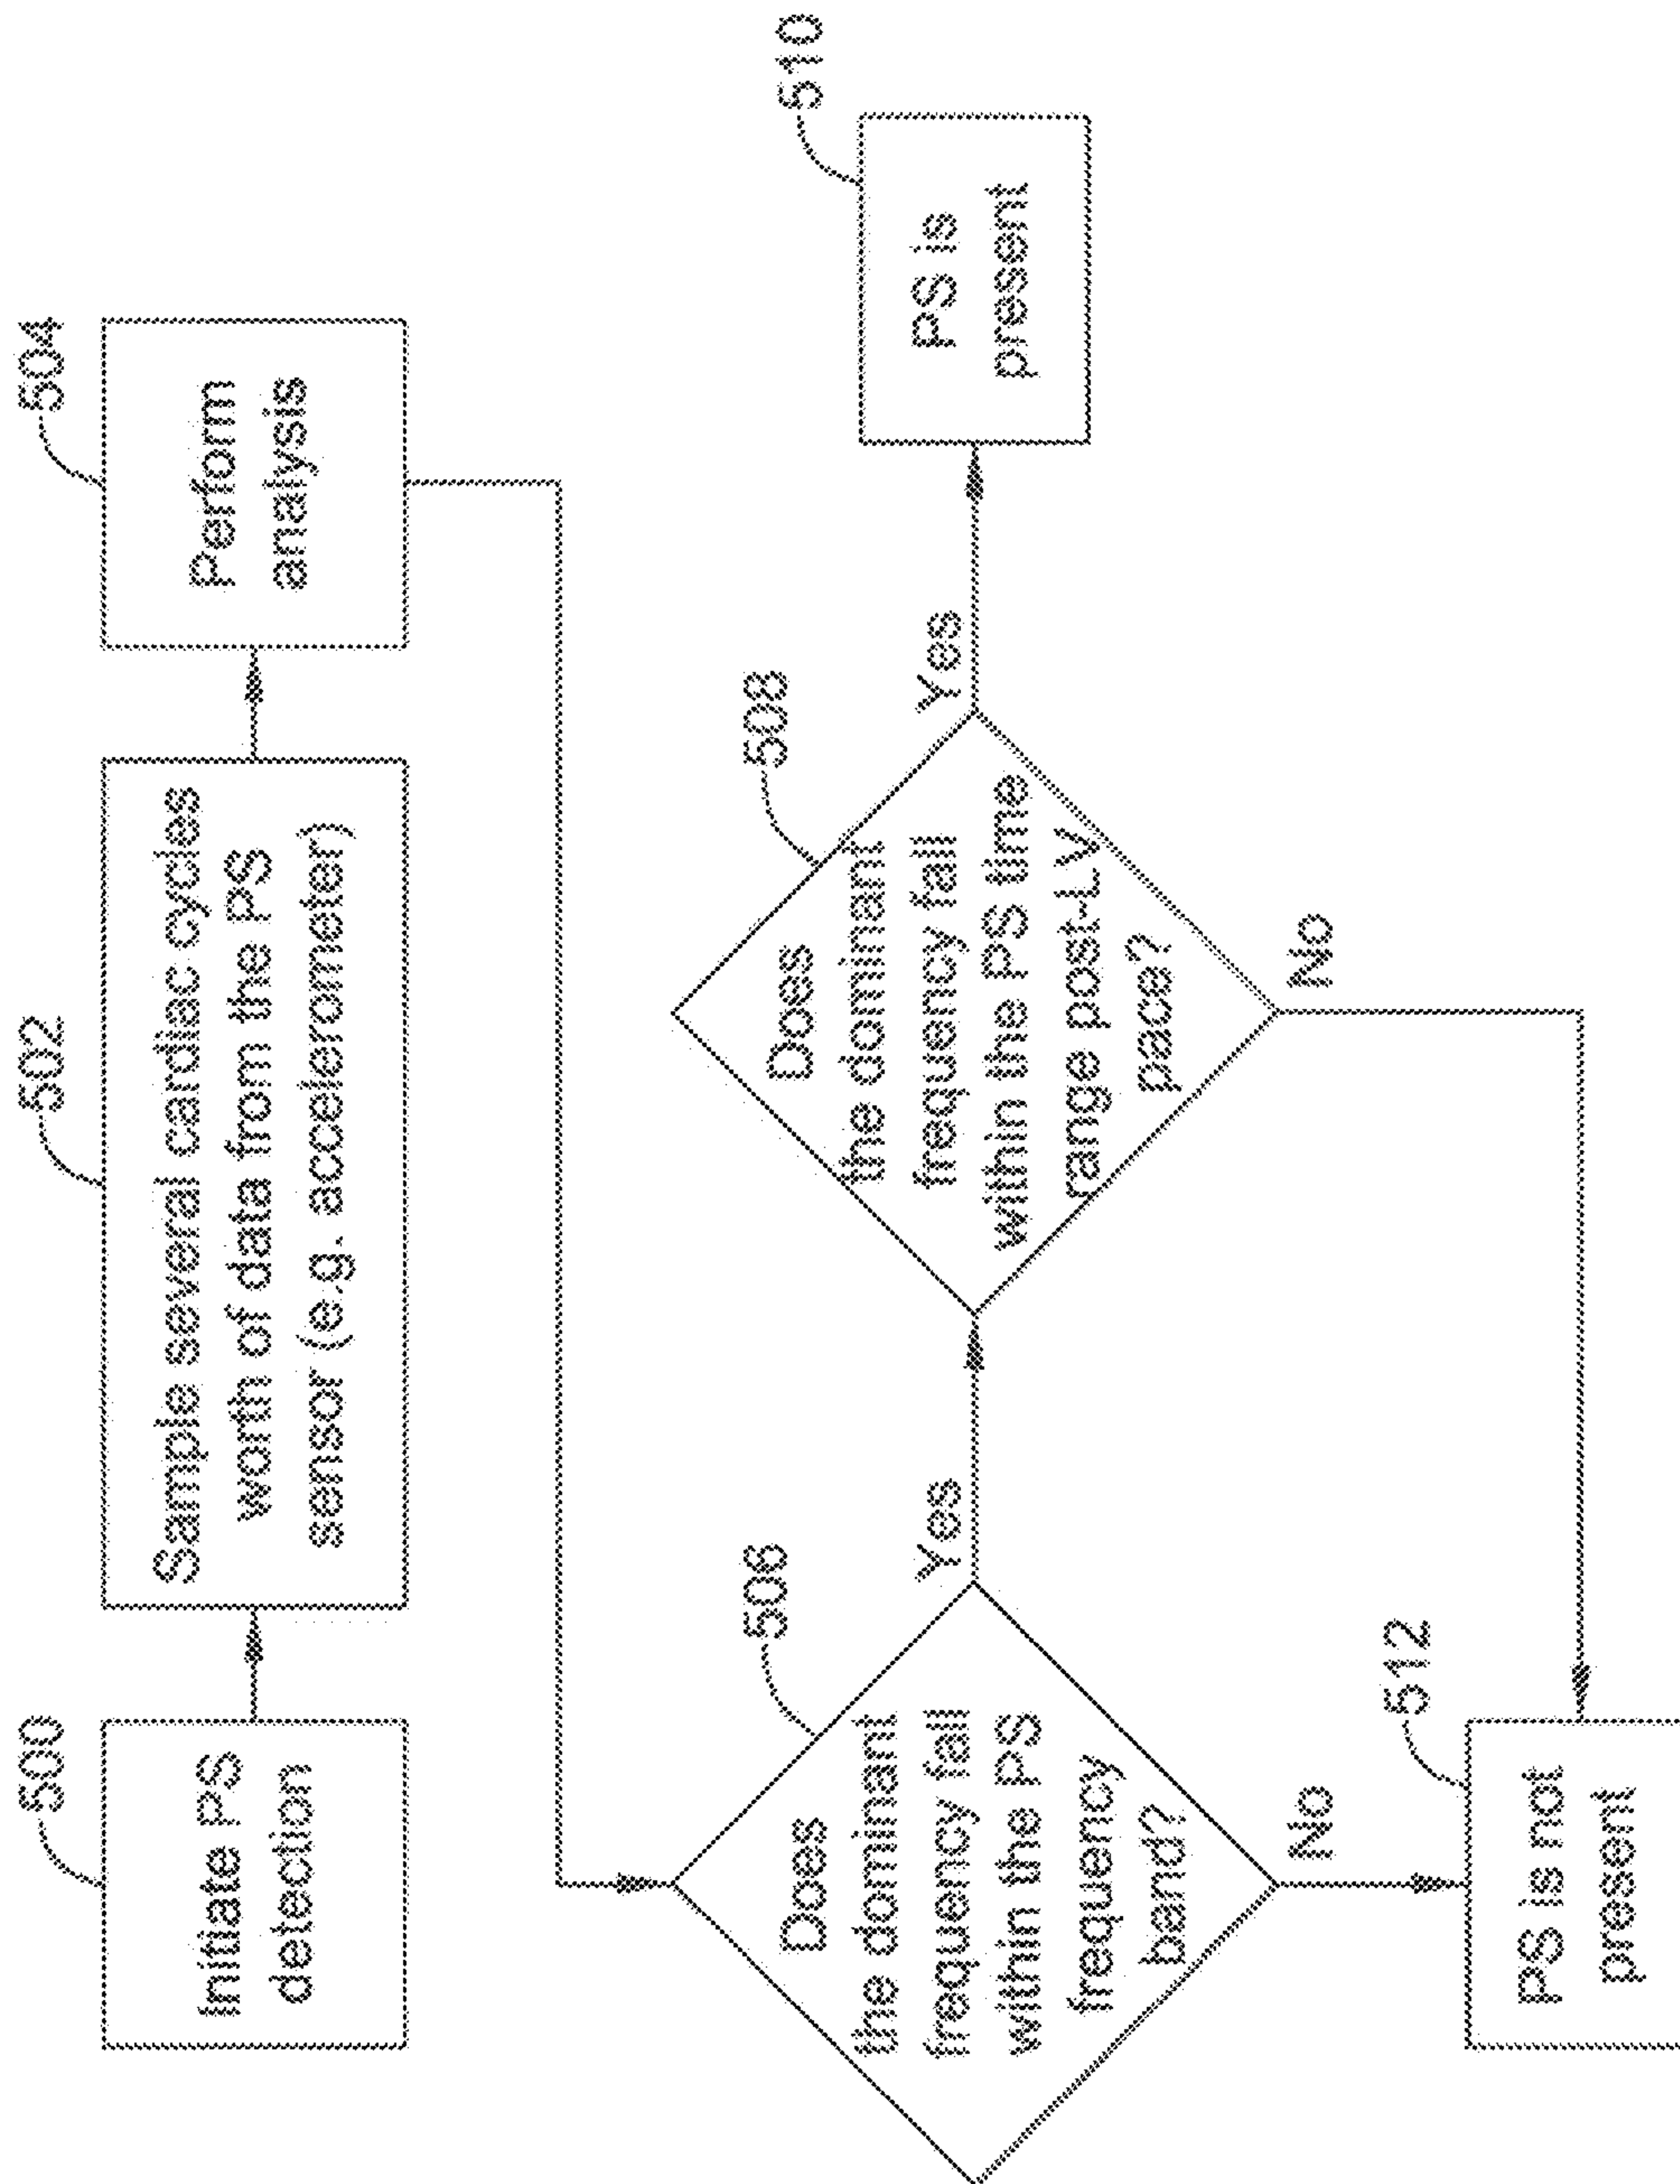 500
Initiate PS
detection
502
Sample several cardiac cycles
worth of data from the PS
sensor (e.g. accellerometer)
504
Perform
analysis
506
Does
the dominant
frequency fall
within the PS
frequency
band?
Yes
No
508
Does
the dominant
frequency fall
within the PS time
range post-LV
pace?
Yes
No
510
PS is
present
512
PS is not
present